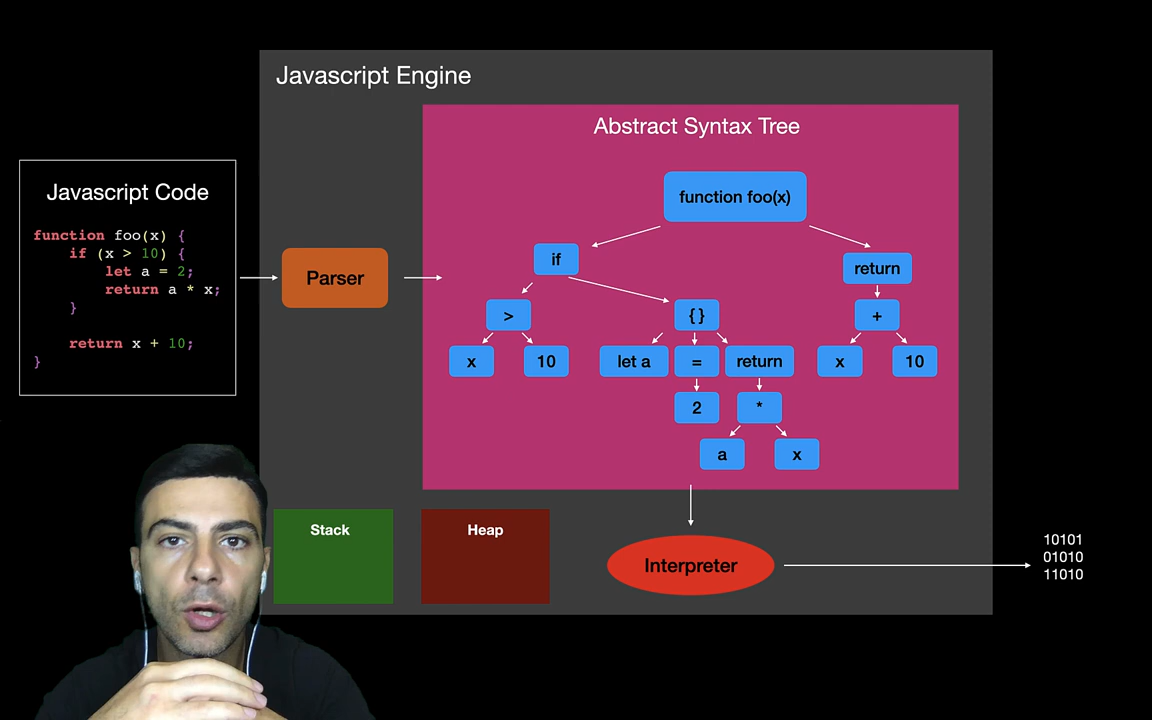 Javascript Engine
Abstract Syntax Tree
Javascript Code
function foo(x) {
if (x > 10) {
let a = 2;
return a * x;
}
return x + 10;
}
Parser
function foo(x)
if
return
>
{}
+
x
10
let a
=
return
x
10
2
*
a
x
Stack
Heap
Interpreter
10101
01010
11010